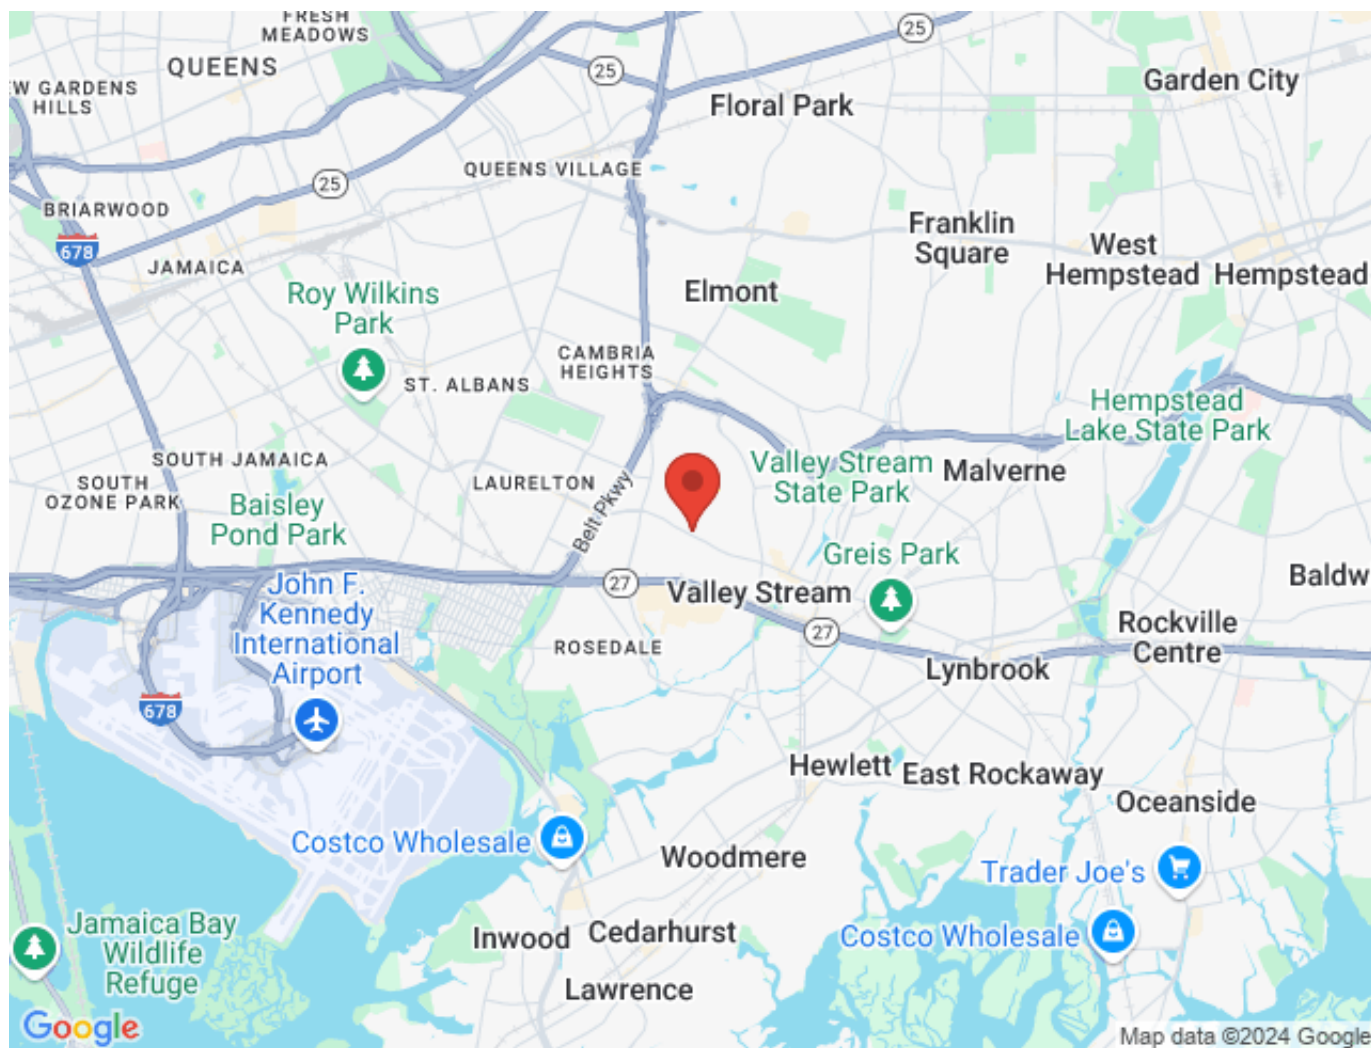 FRESH
MEADOWS
25
QUEENS
25
Garden City
EW GARDENS
HILLS
Floral Park
QUEENS VILLAGE
25
BRIARWOOD
Franklin
Square
West
Hempstead
Hempstead
678
JAMAICA
Elmont
Roy Wilkins
Park
CAMBRIA
HEIGHTS
ST. ALBANS
Hempstead
Lake State Park
SOUTH JAMAICA
Valley Stream
State Park
Malverne
SOUTH
OZONE PARK
LAURELTON
Belt Pkwy
Baisley
Pond Park
Greis Park
John F.
Kennedy
International
Airport
27
Valley Stream
Baldw
ROSEDALE
27
Rockville
Centre
Lynbrook
678
Hewlett
East Rockaway
Oceanside
Costco Wholesale
Woodmere
Trader Joe's
Jamaica Bay
Wildlife
Refuge
Inwood
Cedarhurst
Costco Wholesale
Lawrence
Google
Map data ©2024 Google